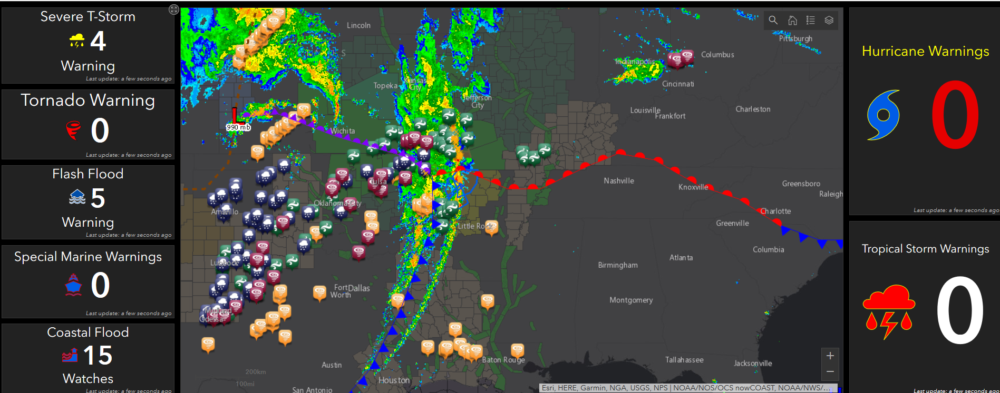 Severe T-Storm
4
Warning
Last update: a few seconds ago
Tornado Warning
0
Last update: a few seconds ago
Flash Flood
5
Warning
Last update: a few seconds ago
Special Marine Warnings
0
Last update: a few seconds ago
Coastal Flood
15
Watches
Last update: a few seconds ago
Lincoln
S
Pittsburgh
Columbus
Indianapolis
Topeka
Kansas
City
Cincinnati
Jefferson
City
Louisville
Frankfort
Charleston
990 mb
Wichita
Nashville
Knoxville
Greensboro
Raleigh
Tulsa
Oklahoma City
Amarillo
Charlotte
Greenville
Little Rock
Columbia
Lubbock
Atlanta
Birmingham
Fort
Worth
Dallas
Montgomery
Midland
Odessa
Austin
Baton Rouge
Tallahassee
Jacksonville
200km
100mi
Houston
San Antonio
Esri, HERE, Garmin, NGA, USGS, NPS | NOAA/NOS/OCS nowCOAST, NOAA/NWS/...
Hurricane Warnings
0
Last update: a few seconds ago
Tropical Storm Warnings
0
Last update: a few seconds ago